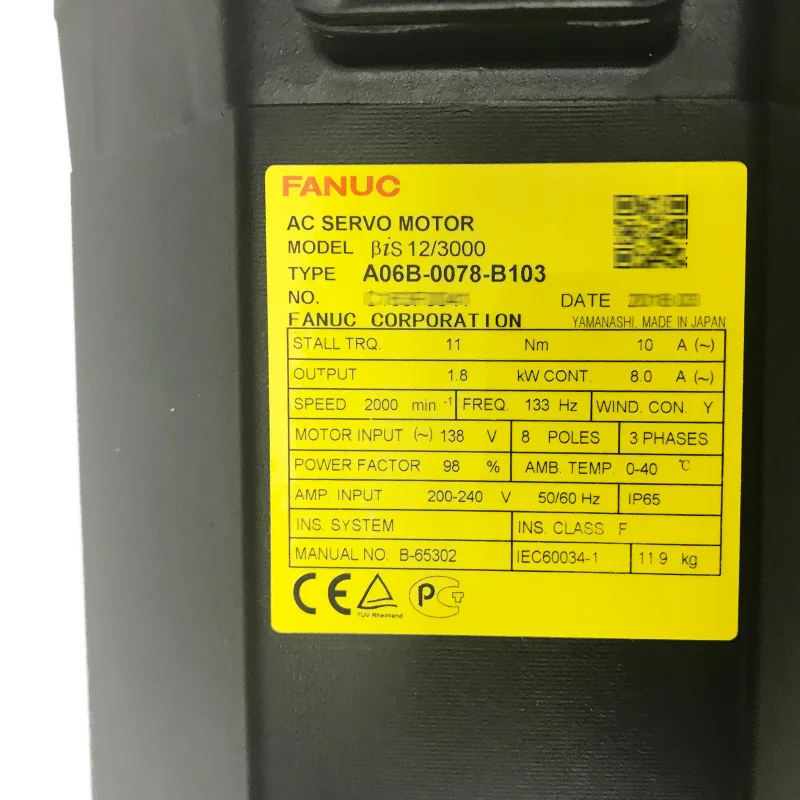 FANUC
AC SERVO MOTOR
MODEL βiS 12/3000
TYPE A06B-0078-B103
NO.
DATE
FANUC CORPORATION YAMANASHI, MADE IN JAPAN
STALL TRQ. 11 Nm 10 A (~)
OUTPUT 1.8 kW CONT. 8.0 A (~)
SPEED 2000 min -1 FREQ. 133 Hz WIND. CON. Y
MOTOR INPUT (~) 138 V 8 POLES 3 PHASES
POWER FACTOR 98 % AMB. TEMP. 0-40 ℃
AMP. INPUT 200-240 V 50/60 Hz IP65
INS. SYSTEM INS. CLASS F
MANUAL NO. B-65302 IEC60034-1 11.9 kg
CE PCT
TÜV Rheinland